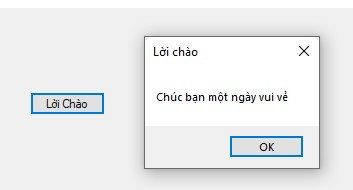 Lời chào
Chúc bạn một ngày vui vẻ
Lời Chào
OK